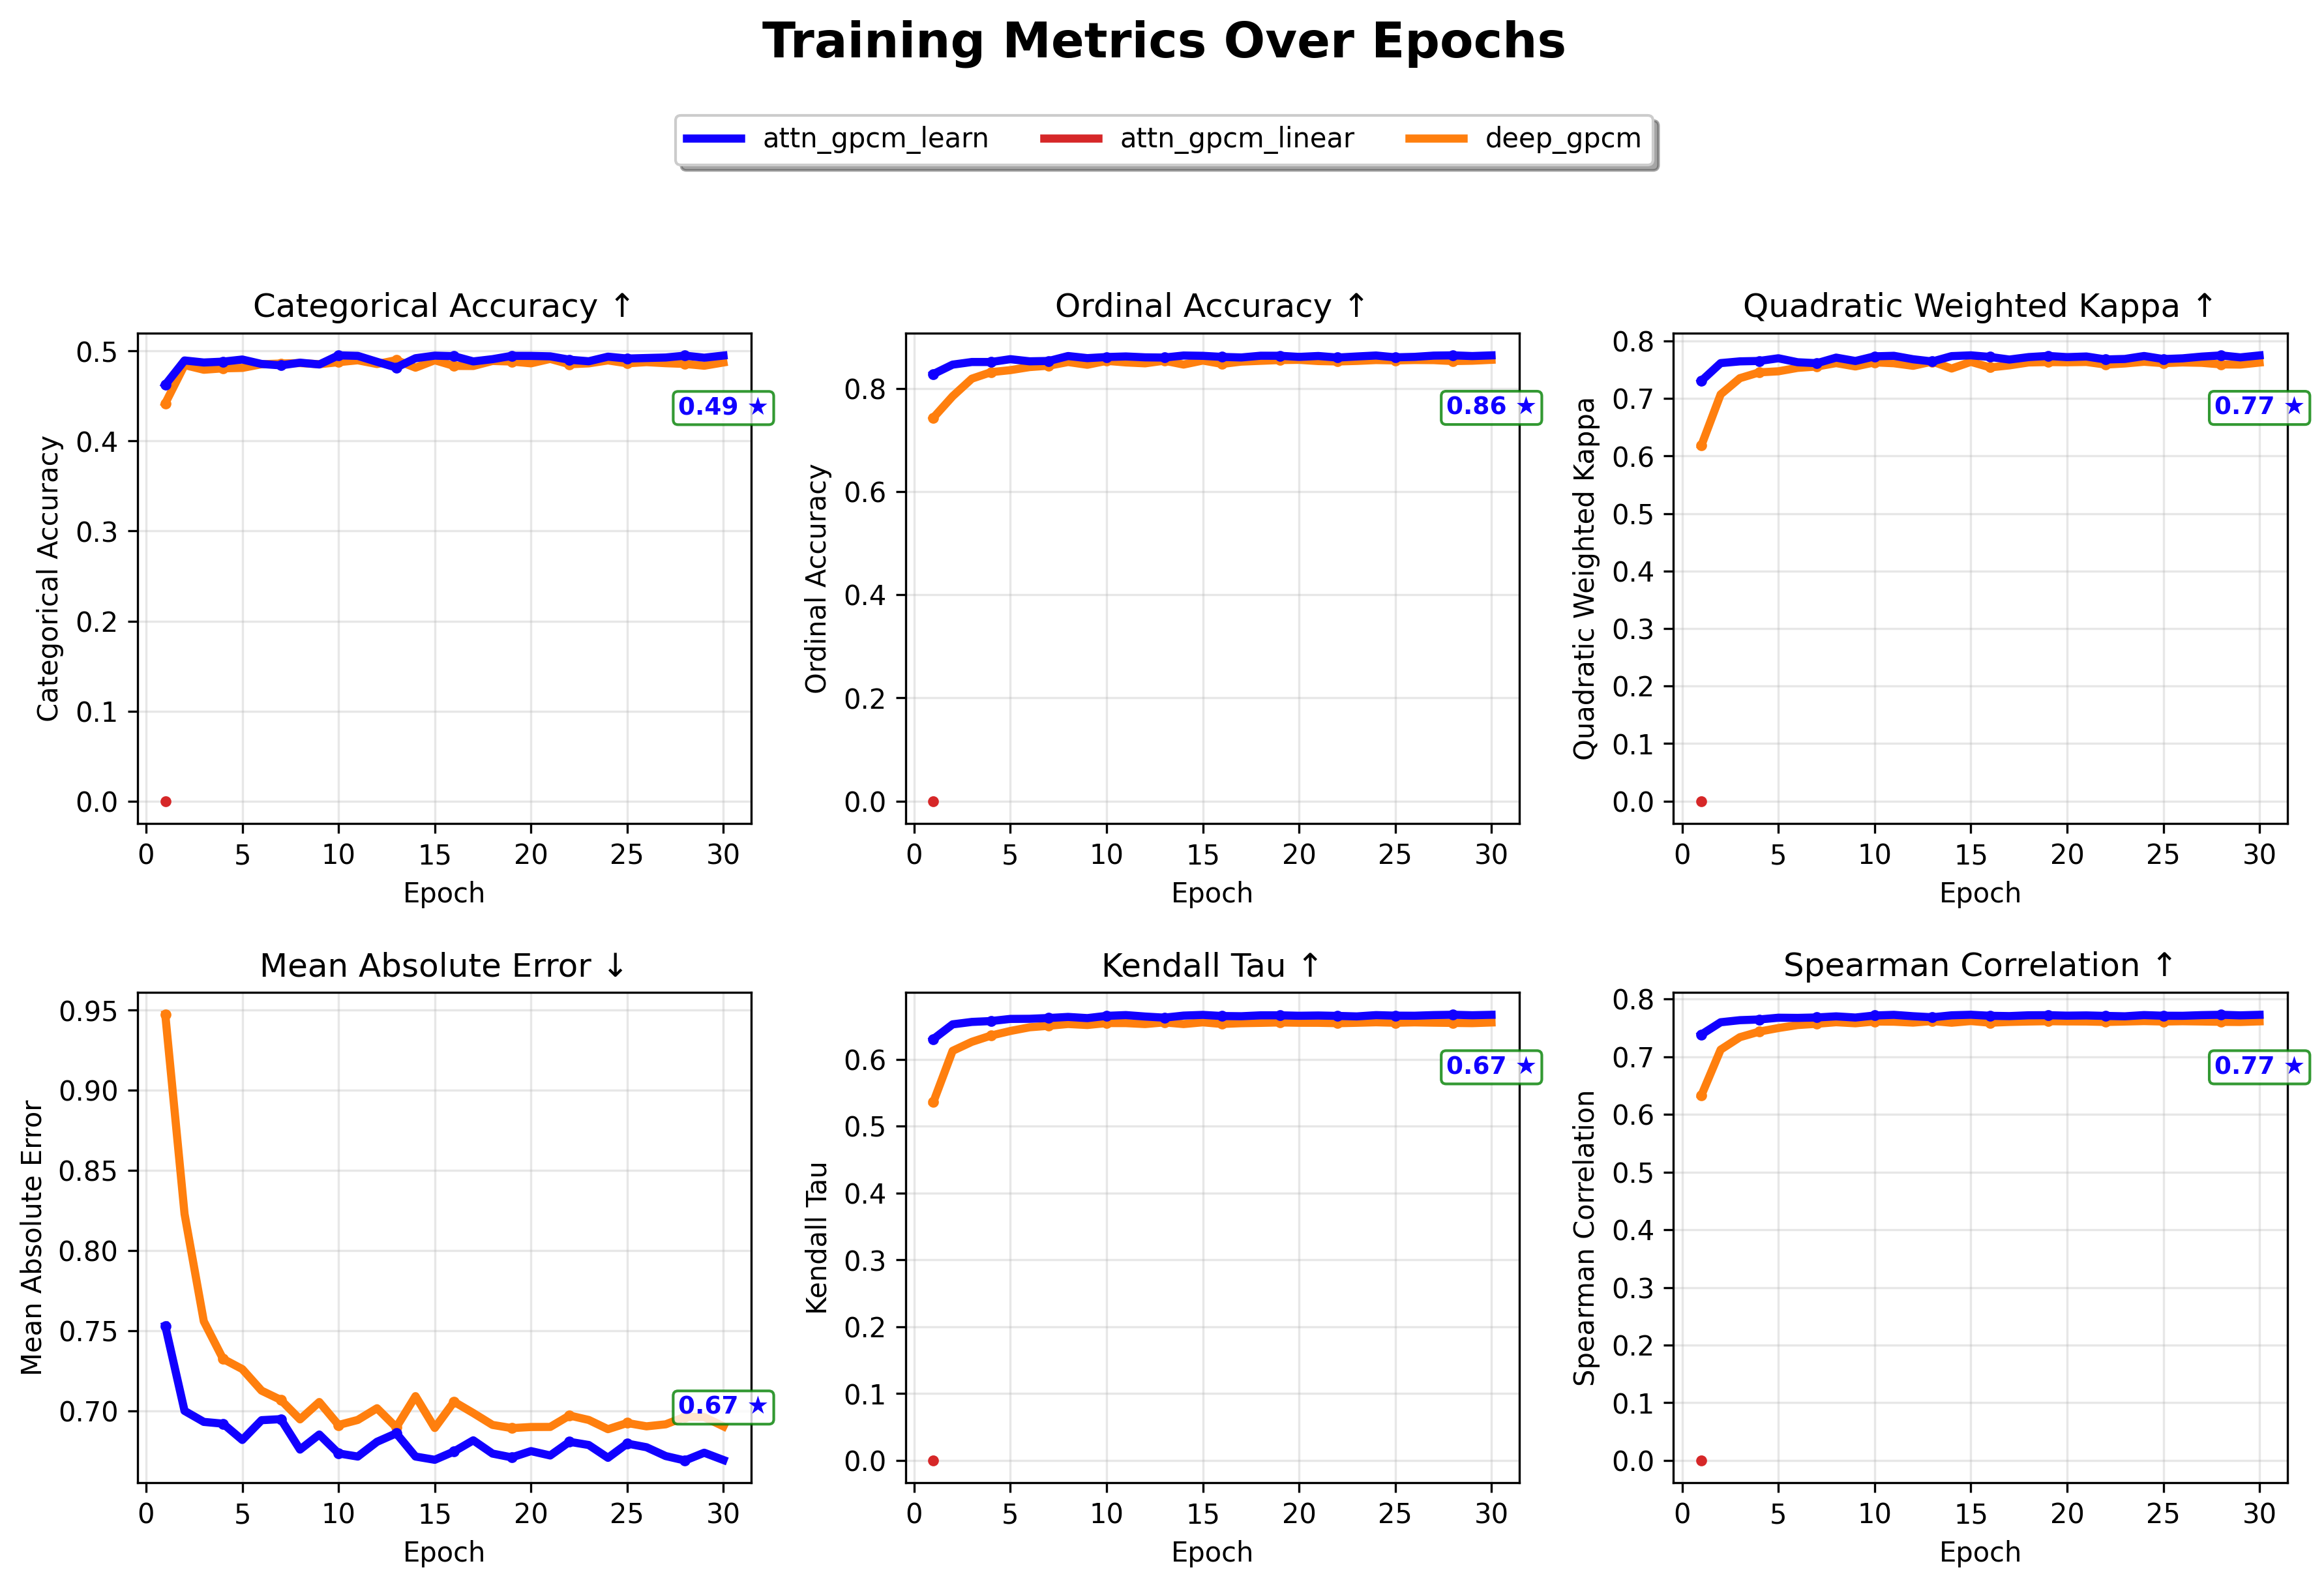 Training Metrics Over Epochs
attn_gpcm_learn attn_gpcm_linear deep_gpcm
Categorical Accuracy ↑
Categorical Accuracy
0.5
0.4
0.3
0.2
0.1
0.0
0.49 ★
0 5 10 15 20 25 30
Epoch
Ordinal Accuracy ↑
Ordinal Accuracy
0.8
0.6
0.4
0.2
0.0
0.86 ★
0 5 10 15 20 25 30
Epoch
Quadratic Weighted Kappa ↑
Quadratic Weighted Kappa
0.8
0.7
0.6
0.5
0.4
0.3
0.2
0.1
0.0
0.77 ★
0 5 10 15 20 25 30
Epoch
Mean Absolute Error ↓
Mean Absolute Error
0.95
0.90
0.85
0.80
0.75
0.70
0.67 ★
0 5 10 15 20 25 30
Epoch
Kendall Tau ↑
Kendall Tau
0.6
0.5
0.4
0.3
0.2
0.1
0.0
0.67 ★
0 5 10 15 20 25 30
Epoch
Spearman Correlation ↑
Spearman Correlation
0.8
0.7
0.6
0.5
0.4
0.3
0.2
0.1
0.0
0.77 ★
0 5 10 15 20 25 30
Epoch